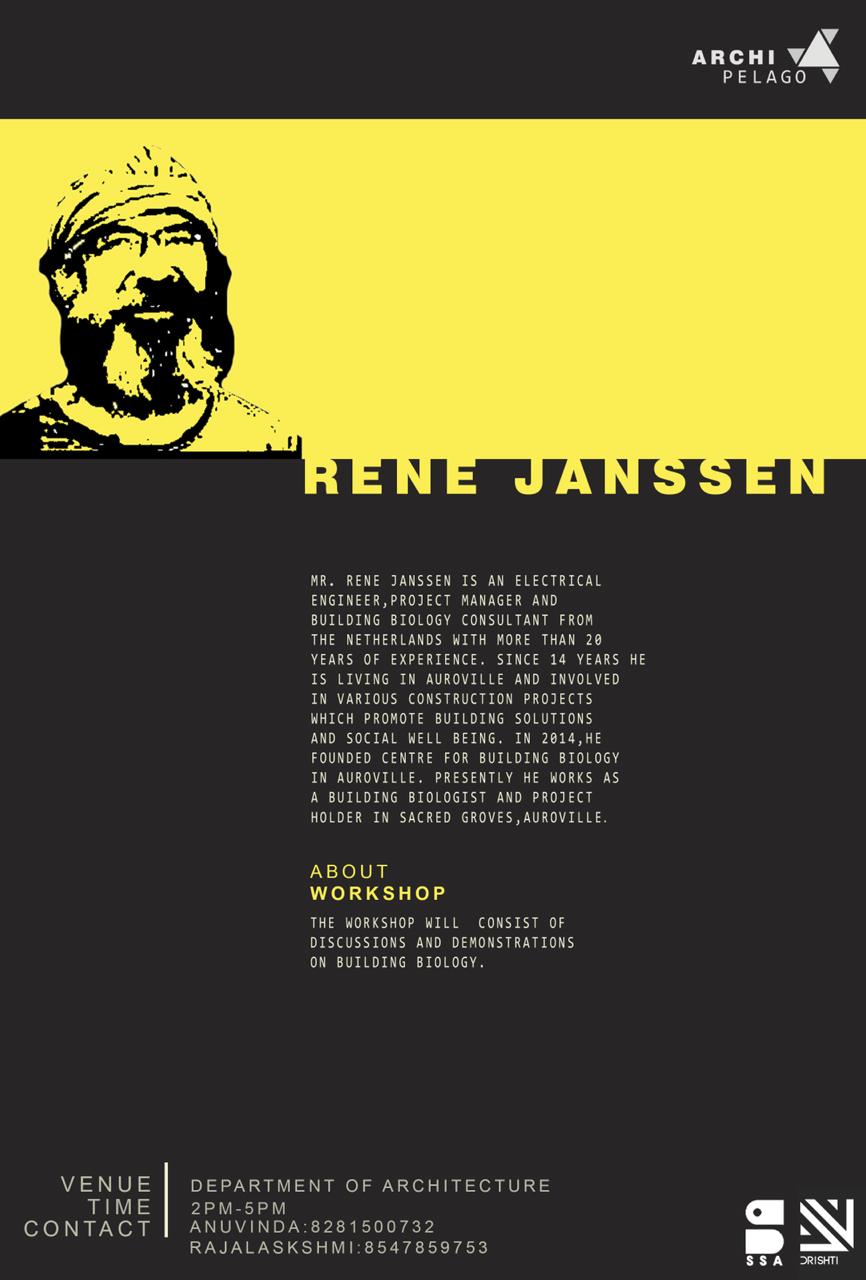 ARCHI
PELAGO
RENE JANSSEN
MR. RENE JANSSEN IS AN ELECTRICAL
ENGINEER,PROJECT MANAGER AND
BUILDING BIOLOGY CONSULTANT FROM
THE NETHERLANDS WITH MORE THAN 20
YEARS OF EXPERIENCE. SINCE 14 YEARS HE
IS LIVING IN AUROVILLE AND INVOLVED
IN VARIOUS CONSTRUCTION PROJECTS
WHICH PROMOTE BUILDING SOLUTIONS
AND SOCIAL WELL BEING. IN 2014,HE
FOUNDED CENTRE FOR BUILDING BIOLOGY
IN AUROVILLE. PRESENTLY HE WORKS AS
A BUILDING BIOLOGIST AND PROJECT
HOLDER IN SACRED GROVES,AUROVILLE.
ABOUT
WORKSHOP
THE WORKSHOP WILL CONSIST OF
DISCUSSIONS AND DEMONSTRATIONS
ON BUILDING BIOLOGY.
VENUE DEPARTMENT OF ARCHITECTURE
TIME 2PM-5PM
CONTACT ANUVINDA:8281500732
RAJALASKSHMI:8547859753
SSA DRISHTI